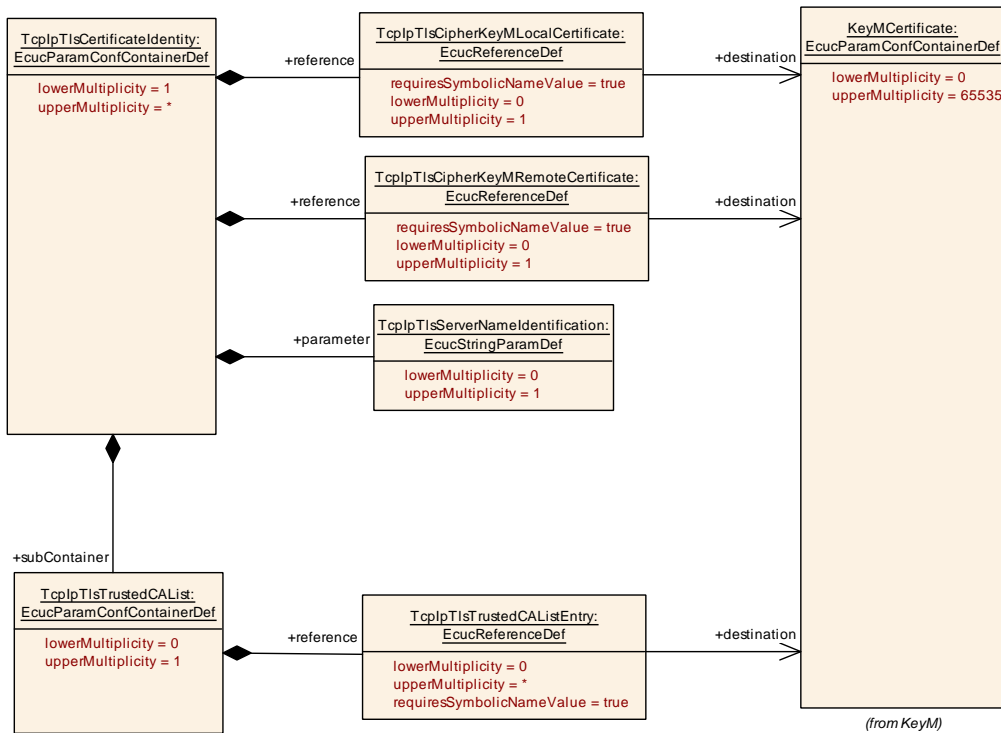 TcpIpTlsCertificateIdentity:
EcucParamConfContainerDef
lowerMultiplicity = 1
upperMultiplicity = *
+reference
TcpIpTlsCipherKeyMLocalCertificate:
EcucReferenceDef
requiresSymbolicNameValue = true
lowerMultiplicity = 0
upperMultiplicity = 1
+destination
KeyMCertificate:
EcucParamConfContainerDef
lowerMultiplicity = 0
upperMultiplicity = 65535
+reference
TcpIpTlsCipherKeyMRemoteCertificate:
EcucReferenceDef
requiresSymbolicNameValue = true
lowerMultiplicity = 0
upperMultiplicity = 1
+destination
+parameter
TcpIpTlsServerNameIdentification:
EcucStringParamDef
lowerMultiplicity = 0
upperMultiplicity = 1
+subContainer
TcpIpTlsTrustedCAList:
EcucParamConfContainerDef
lowerMultiplicity = 0
upperMultiplicity = 1
+reference
TcpIpTlsTrustedCAListEntry:
EcucReferenceDef
lowerMultiplicity = 0
upperMultiplicity = *
requiresSymbolicNameValue = true
+destination
(from KeyM)